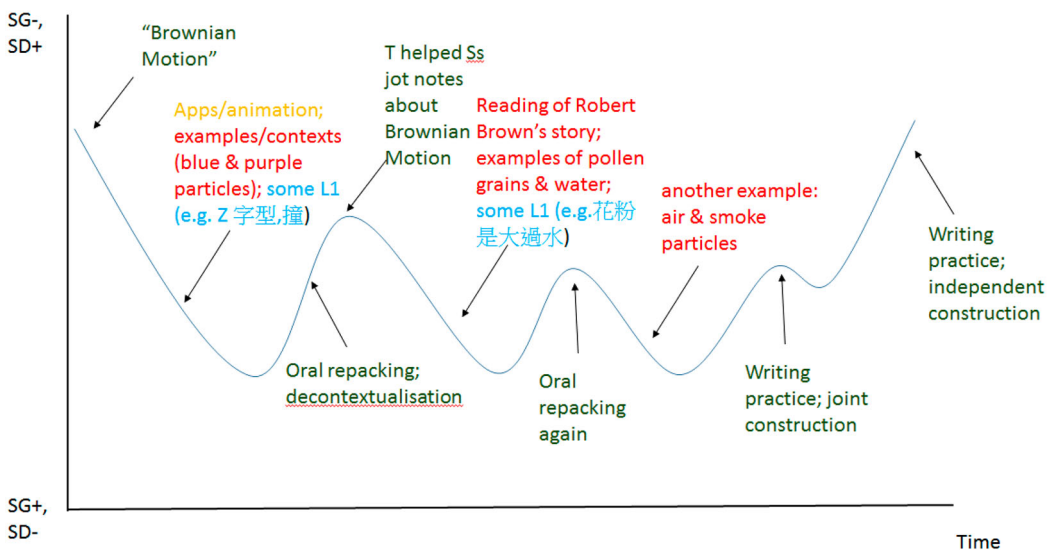 SG-,
SD+
"Brownian
Motion"
Apps/animation;
examples/contexts
(blue & purple
particles); some L1
(e.g. Z 字型,撞)
T helped Ss
jot notes
about
Brownian
Motion
Reading of Robert
Brown's story;
examples of pollen
grains & water;
some L1 (e.g.花粉
是大過水)
another example:
air & smoke
particles
Writing
practice;
independent
construction
Oral repacking;
decontextualisation
Oral
repacking
again
Writing
practice; joint
construction
SG+,
SD-
Time